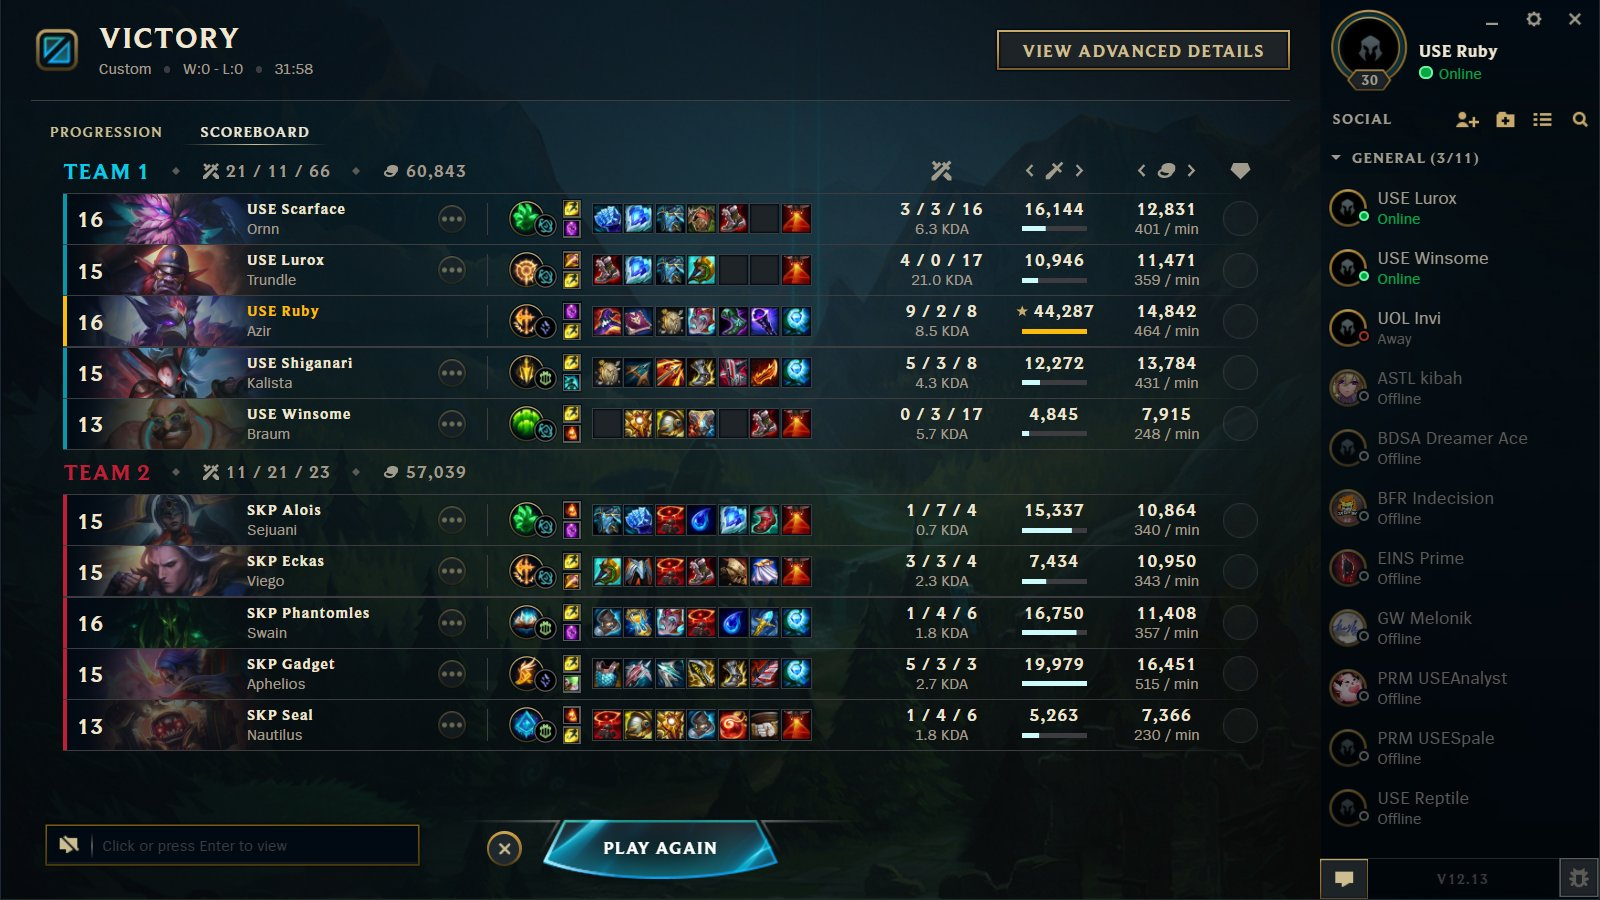 VICTORY
Custom • W:0 - L:0 • 31:58
VIEW ADVANCED DETAILS
PROGRESSION SCOREBOARD
TEAM 1 21 / 11 / 66 60,843
16 USE Scarface 3 / 3 / 16 16,144 12,831
Ornn 6.3 KDA 401 / min
15 USE Lurox 4 / 0 / 17 10,946 11,471
Trundle 21.0 KDA 359 / min
16 USE Ruby 9 / 2 / 8 44,287 14,842
Azir 8.5 KDA 464 / min
15 USE Shiganari 5 / 3 / 8 12,272 13,784
Kalista 4.3 KDA 431 / min
13 USE Winsome 0 / 3 / 17 4,845 7,915
Braum 5.7 KDA 248 / min
TEAM 2 11 / 21 / 23 57,039
15 SKP Alois 1 / 7 / 4 15,337 10,864
Sejuani 0.7 KDA 340 / min
15 SKP Eckas 3 / 3 / 4 7,434 10,950
Viego 2.3 KDA 343 / min
16 SKP Phantomles 1 / 4 / 6 16,750 11,408
Swain 1.8 KDA 357 / min
15 SKP Gadget 5 / 3 / 3 19,979 16,451
Aphelios 2.7 KDA 515 / min
13 SKP Seal 1 / 4 / 6 5,263 7,366
Nautilus 1.8 KDA 230 / min
Click or press Enter to view
PLAY AGAIN
USE Ruby
30
Online
SOCIAL
GENERAL (3/11)
USE Lurox
Online
USE Winsome
Online
UOL Invi
Away
ASTL kibah
Offline
BDSA Dreamer Ace
Offline
BFR Indecision
Offline
EINS Prime
Offline
GW Melonik
Offline
PRM USEAnalyst
Offline
PRM USESpale
Offline
USE Reptile
Offline
V12.13